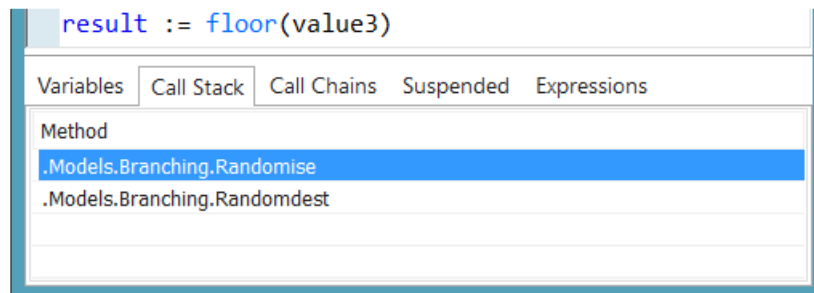 result := floor(value3)
Variables Call Stack Call Chains Suspended Expressions
Method
.Models.Branching.Randomise
.Models.Branching.Randomdest